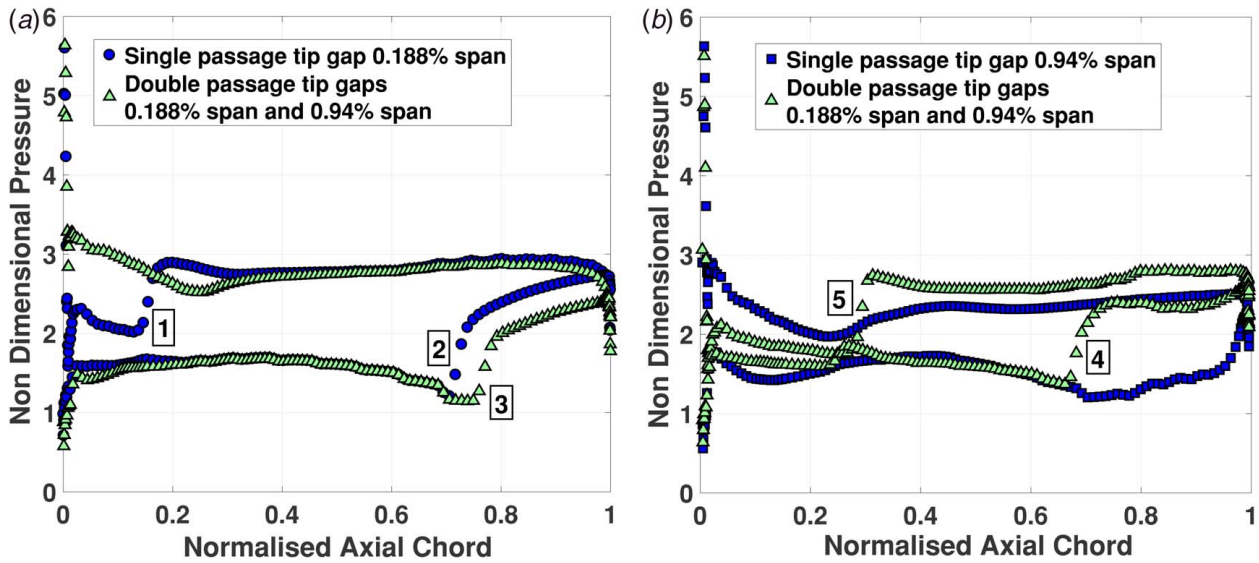 (a)
6
5
4
3
2
1
0
Non Dimensional Pressure
Single passage tip gap 0.188% span
Double passage tip gaps
0.188% span and 0.94% span
1
2
3
0 0.2 0.4 0.6 0.8 1
Normalised Axial Chord
(b)
6
5
4
3
2
1
0
Non Dimensional Pressure
Single passage tip gap 0.94% span
Double passage tip gaps
0.188% span and 0.94% span
5
4
0 0.2 0.4 0.6 0.8 1
Normalised Axial Chord